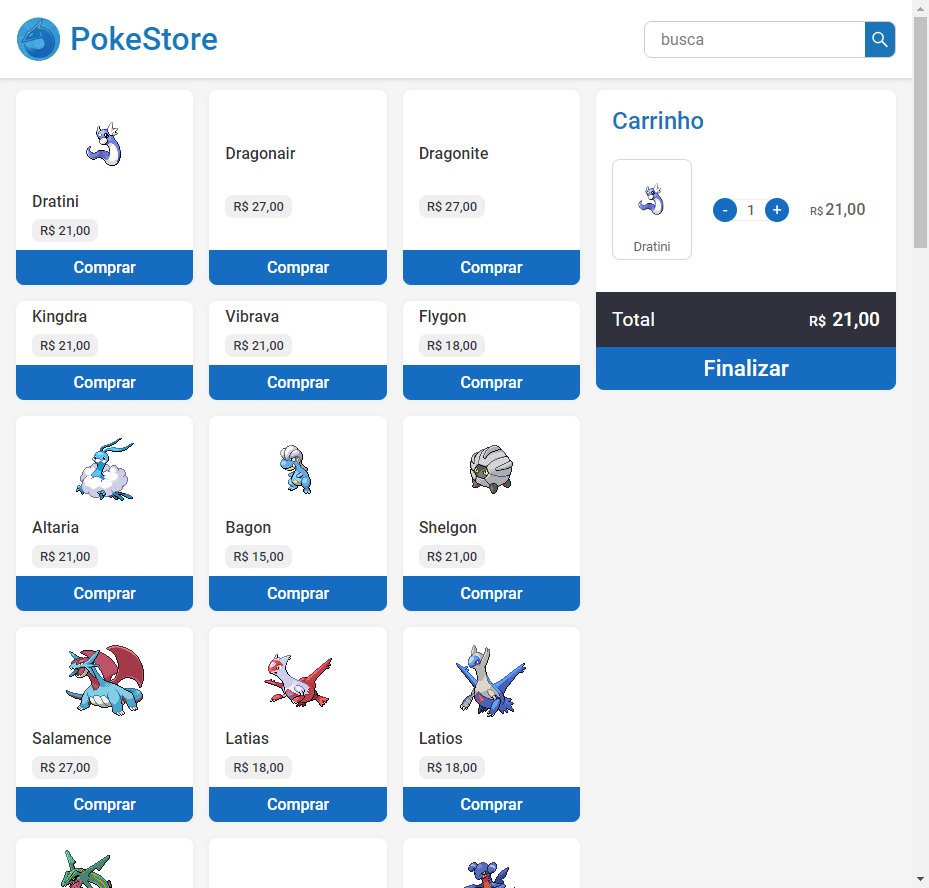 PokeStore
busca
Dratini
R$ 21,00
Comprar
Dragonair
R$ 27,00
Comprar
Dragonite
R$ 27,00
Comprar
Kingdra
R$ 21,00
Comprar
Vibrava
R$ 21,00
Comprar
Flygon
R$ 18,00
Comprar
Altaria
R$ 21,00
Comprar
Bagon
R$ 15,00
Comprar
Shelgon
R$ 21,00
Comprar
Salamence
R$ 27,00
Comprar
Latias
R$ 18,00
Comprar
Latios
R$ 18,00
Comprar
Carrinho
Dratini
- 1 +
R$ 21,00
Total R$ 21,00
Finalizar